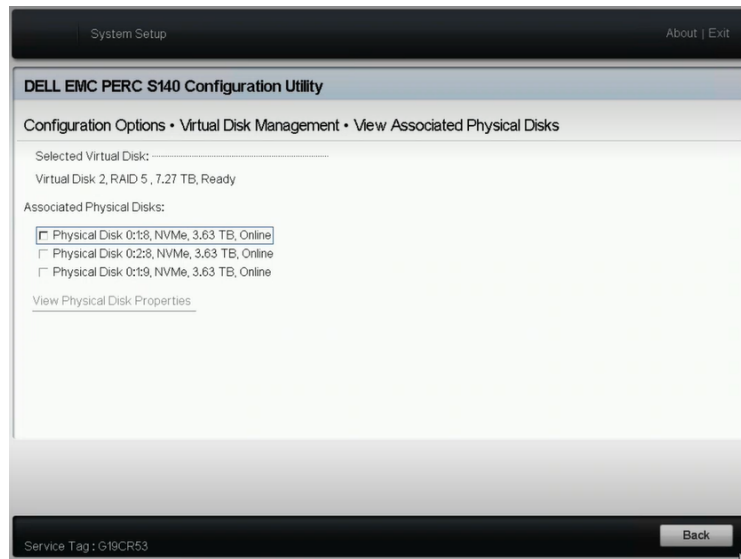 System Setup
About | Exit
DELL EMC PERC S140 Configuration Utility
Configuration Options • Virtual Disk Management • View Associated Physical Disks
Selected Virtual Disk:
Virtual Disk 2, RAID 5 , 7.27 TB, Ready
Associated Physical Disks:
Physical Disk 0:1:8, NVMe, 3.63 TB, Online
Physical Disk 0:2:8, NVMe, 3.63 TB, Online
Physical Disk 0:1:9, NVMe, 3.63 TB, Online
View Physical Disk Properties
Back
Service Tag : G19CR53